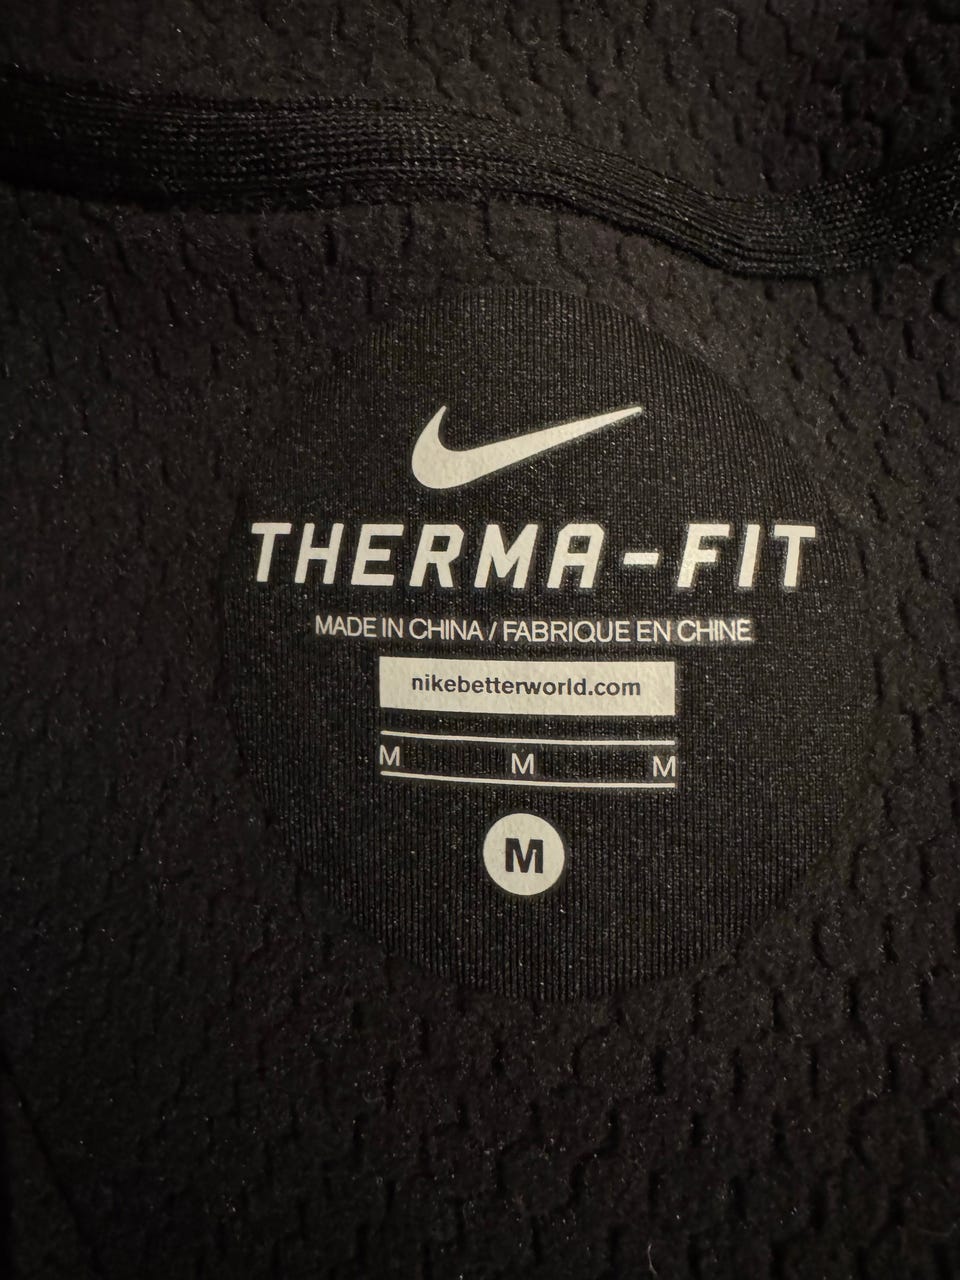 THERMA-FIT
MADE IN CHINA / FABRIQUE EN CHINE
nikebetterworld.com
M M M
M